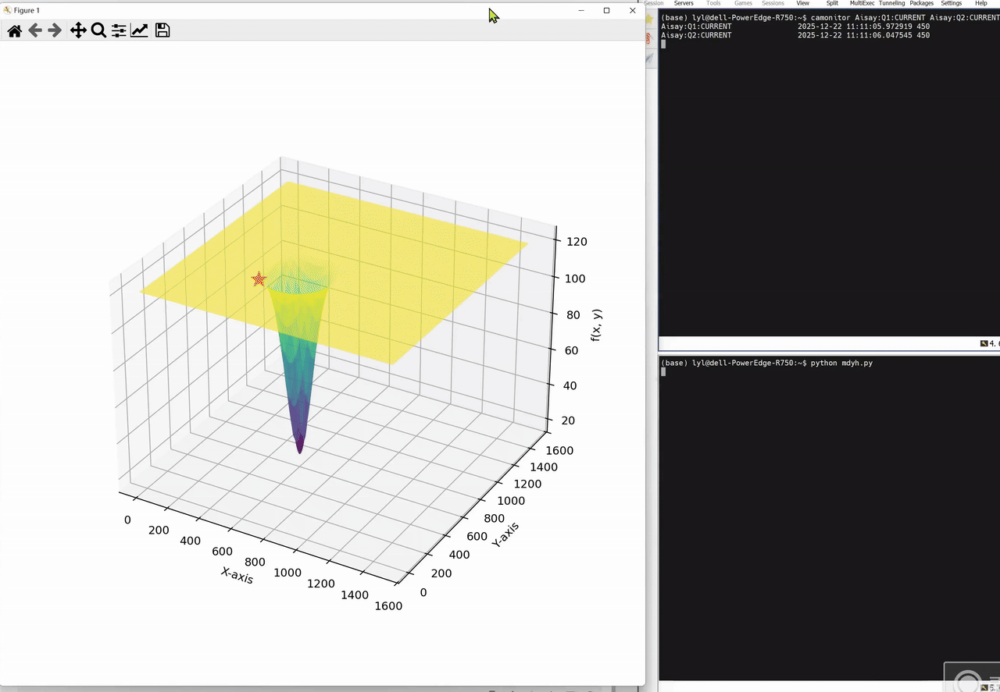 Figure 1
Session Servers Tools Games Sessions View Split MultiExec Tunneling Packages Settings Help
(base) lyl@dell-PowerEdge-R750:~$ camonitor Aisay:Q1:CURRENT Aisay:Q2:CURRENT
Aisay:Q1:CURRENT 2025-12-22 11:11:05.972919 450
Aisay:Q2:CURRENT 2025-12-22 11:11:06.047545 450
120
100
80
60
40
20
f(x, y)
1600
1400
1200
1000
800
600
400
200
0
Y-axis
0
200
400
600
800
1000
1200
1400
1600
X-axis
4.
(base) lyl@dell-PowerEdge-R750:~$ python mdyh.py
5.